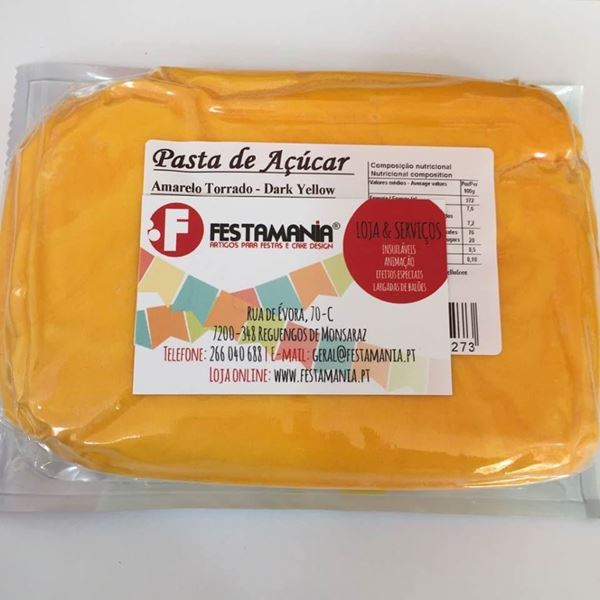 Pasta de Açúcar
Amarelo Torrado - Dark Yellow
Composição nutricional
Nutritional composition
Valores médios - Average values
Por/Per
100g
372
7,6
7,2
76
20
0,5
0,10
.F FESTAMANIA®
ARTIGOS PARA FESTAS E CAKE DESIGN
LOJA & SERVIÇOS
INSUFLÁVEIS
ANIMAÇÃO
EFEITOS ESPECIAIS
LARGADAS DE BALÕES
RUA DE ÉVORA, 70-C
7200-348 REGUENGOS DE MONSARAZ
TELEFONE: 266 040 688 | E-MAIL: GERAL@FESTAMANIA.PT
LOJA ONLINE: WWW.FESTAMANIA.PT
273